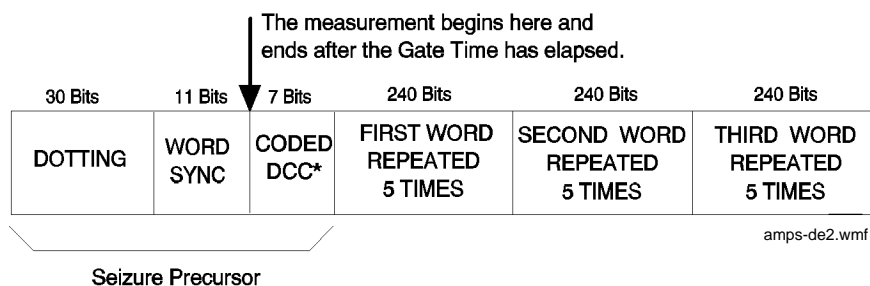 The measurement begins here and
ends after the Gate Time has elapsed.
30 Bits 11 Bits 7 Bits 240 Bits 240 Bits 240 Bits
DOTTING
WORD
SYNC
CODED
DCC*
FIRST WORD
REPEATED
5 TIMES
SECOND WORD
REPEATED
5 TIMES
THIRD WORD
REPEATED
5 TIMES
amps-de2.wmf
Seizure Precursor